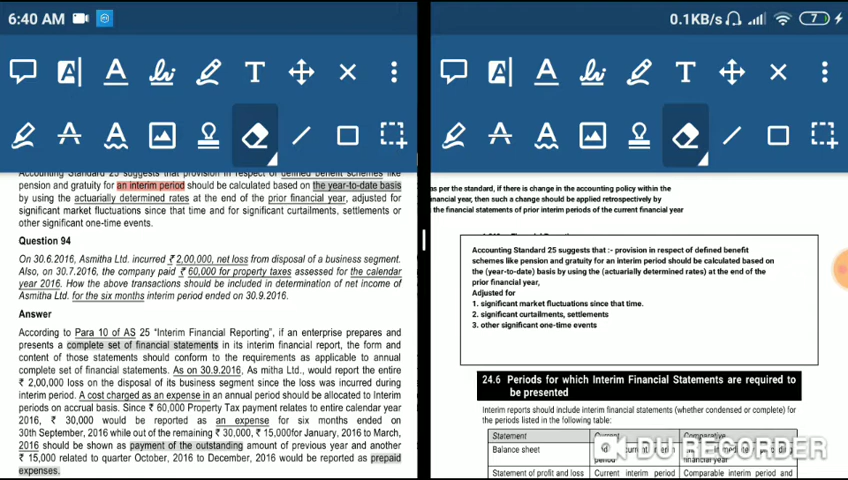 6:40 AM
0.1KB/s
7
Accounting Standard 25 suggests that provision in respect of defined benefit schemes like
pension and gratuity for an interim period should be calculated based on the year-to-date basis
by using the actuarially determined rates at the end of the prior financial year, adjusted for
significant market fluctuations since that time and for significant curtailments, settlements or
other significant one-time events.
Question 94
On 30.6.2016, Asmitha Ltd. incurred ₹ 2,00,000, net loss from disposal of a business segment.
Also, on 30.7.2016, the company paid ₹ 60,000 for property taxes assessed for the calendar
year 2016. How the above transactions should be included in determination of net income of
Asmitha Ltd. for the six months interim period ended on 30.9.2016.
Answer
According to Para 10 of AS 25 "Interim Financial Reporting", if an enterprise prepares and
presents a complete set of financial statements in its interim financial report, the form and
content of those statements should conform to the requirements as applicable to annual
complete set of financial statements. As on 30.9.2016, As mitha Ltd., would report the entire
₹ 2,00,000 loss on the disposal of its business segment since the loss was incurred during
interim period. A cost charged as an expense in an annual period should be allocated to Interim
periods on accrual basis. Since ₹ 60,000 Property Tax payment relates to entire calendar year
2016, ₹ 30,000 would be reported as an expense for six months ended on
30th September, 2016 while out of the remaining ₹ 30,000, ₹ 15,000for January, 2016 to March,
2016 should be shown as payment of the outstanding amount of previous year and another
₹ 15,000 related to quarter October, 2016 to December, 2016 would be reported as prepaid
expenses.
as per the standard, if there is change in the accounting policy within the
nancial year, then such a change should be applied retrospectively by
the financial statements of prior interim periods of the current financial year
Accounting Standard 25 suggests that :- provision in respect of defined benefit
schemes like pension and gratuity for an interim period should be calculated based on
the (year-to-date) basis by using the (actuarially determined rates) at the end of the
prior financial year,
Adjusted for
1. significant market fluctuations since that time.
2. significant curtailments, settlements
3. other significant one-time events
24.6 Periods for which Interim Financial Statements are required to
be presented
Interim reports should include interim financial statements (whether condensed or complete) for
the periods listed in the following table:
Statement Current Comparative
Balance sheet
period financial year
Statement of profit and loss Current interim period Comparable interim period and
DU RECORDER